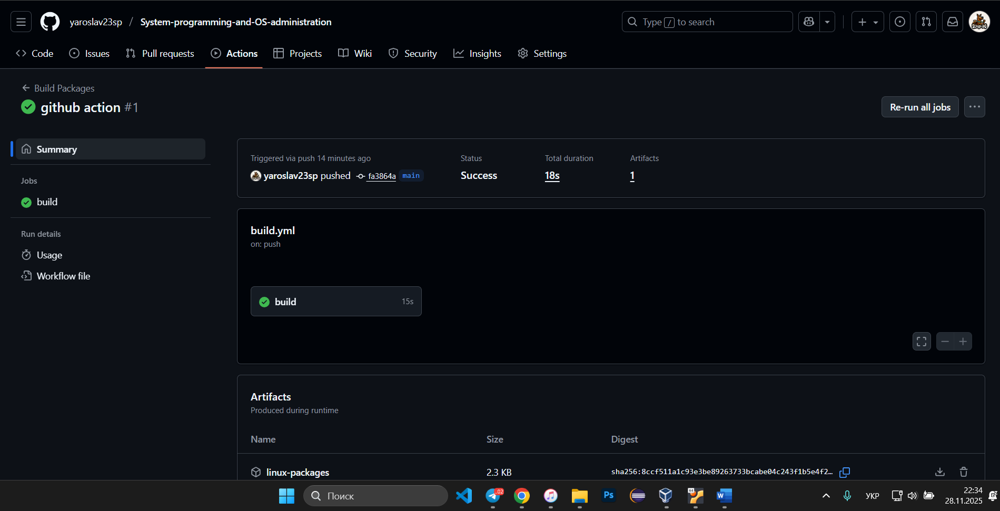 yaroslav23sp / System-programming-and-OS-administration
Type / to search
Code Issues Pull requests Actions Projects Wiki Security Insights Settings
Build Packages
github action #1
Re-run all jobs
Summary
Jobs
build
Run details
Usage
Workflow file
Triggered via push 14 minutes ago
yaroslav23sp pushed fa3864a main
Status
Success
Total duration
18s
Artifacts
1
build.yml
on: push
build 15s
Artifacts
Produced during runtime
Name Size Digest
linux-packages 2.3 KB sha256:8ccf511a1c93e3be89263733bcabe04c243f1b5e4f2…
Поиск
..02
Ps
64
W
УКР
22:34
28.11.2025